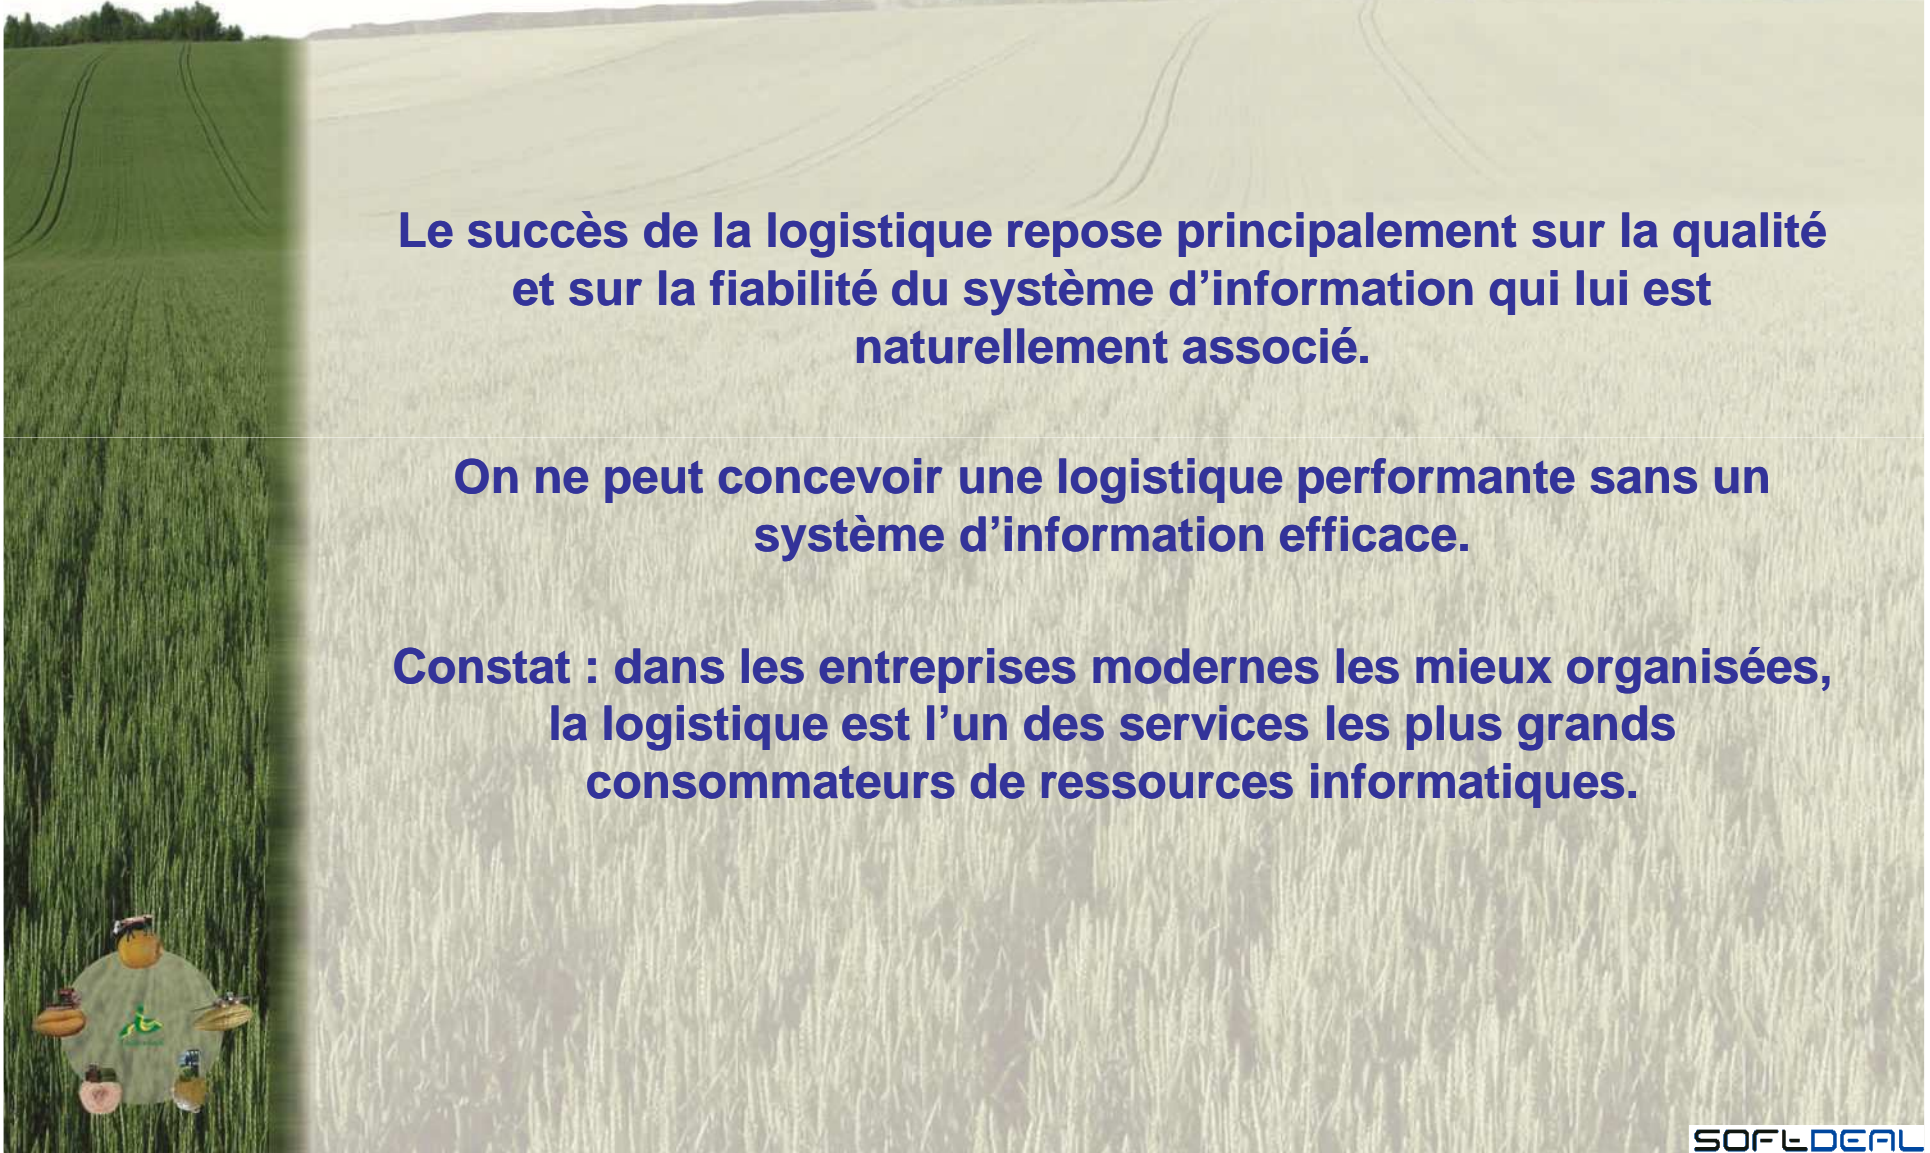 Le succès de la logistique repose principalement sur la qualité
et sur la fiabilité du système d’information qui lui est
naturellement associé.
On ne peut concevoir une logistique performante sans un
système d’information efficace.
Constat : dans les entreprises modernes les mieux organisées,
la logistique est l’un des services les plus grands
consommateurs de ressources informatiques.
SOFTDEAL